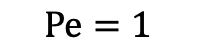 Pe = 1